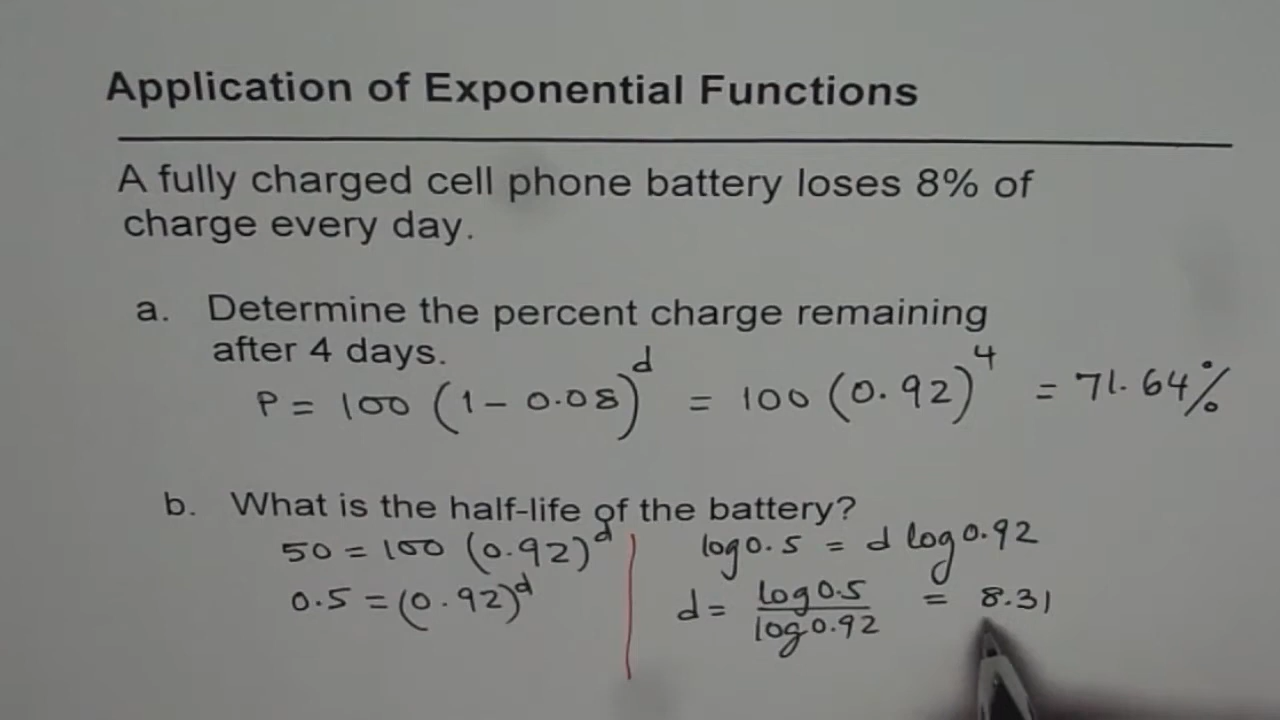 Application of Exponential Functions
A fully charged cell phone battery loses 8% of
charge every day.
a. Determine the percent charge remaining
after 4 days.
P = 100 (1 - 0.08)^d = 100 (0.92)^4 = 71.64%
b. What is the half-life of the battery?
50 = 100 (0.92)^d
0.5 = (0.92)^d
log 0.5 = d log 0.92
d = log 0.5 / log 0.92 = 8.31